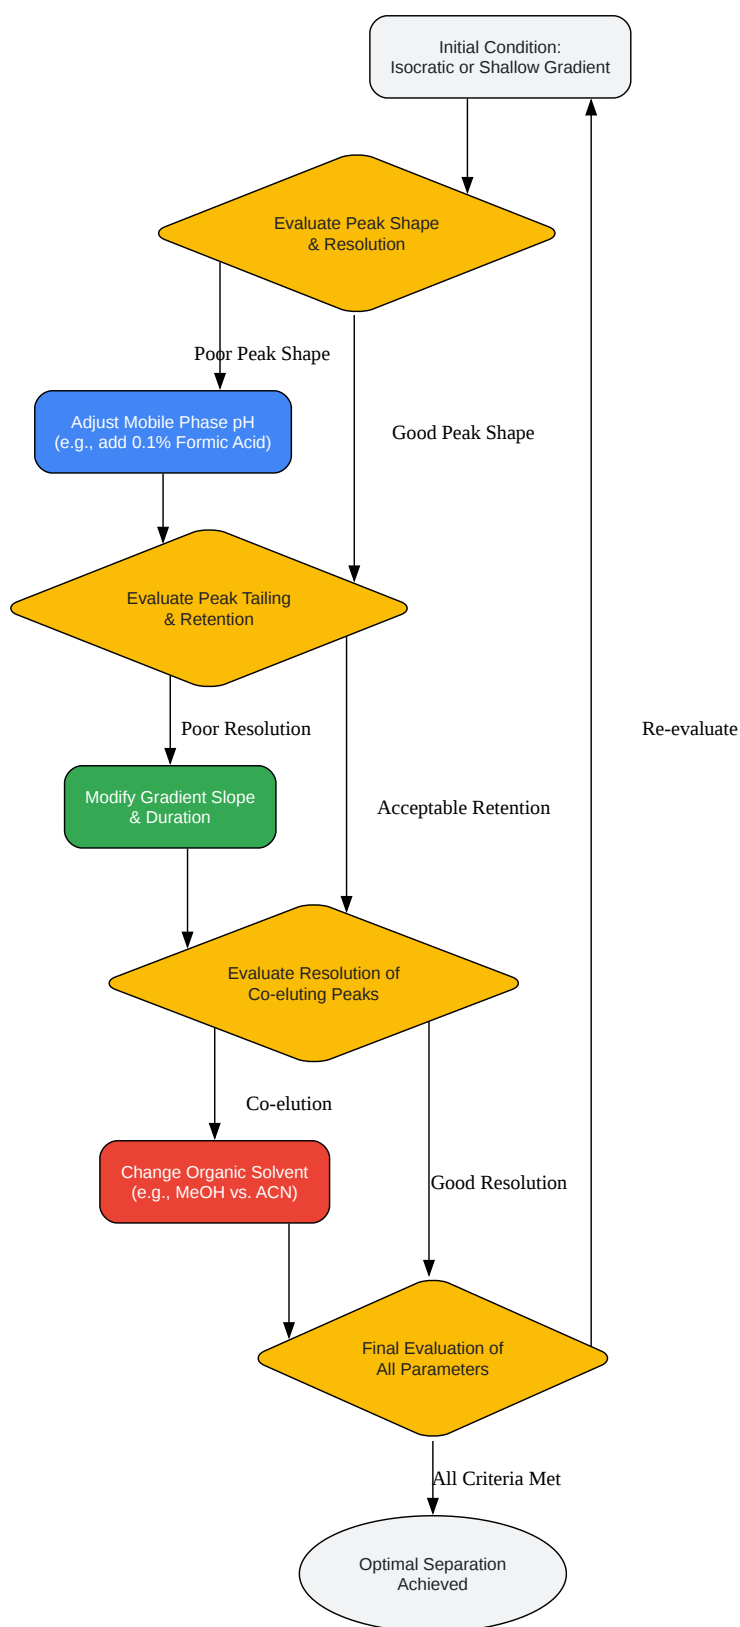 Initial Condition:
Isocratic or Shallow Gradient
Evaluate Peak Shape
& Resolution
Poor Peak Shape
Adjust Mobile Phase pH
(e.g., add 0.1% Formic Acid)
Good Peak Shape
Evaluate Peak Tailing
& Retention
Poor Resolution
Re-evaluate
Modify Gradient Slope
& Duration
Acceptable Retention
Evaluate Resolution of
Co-eluting Peaks
Co-elution
Change Organic Solvent
(e.g., MeOH vs. ACN)
Good Resolution
Final Evaluation of
All Parameters
All Criteria Met
Optimal Separation
Achieved